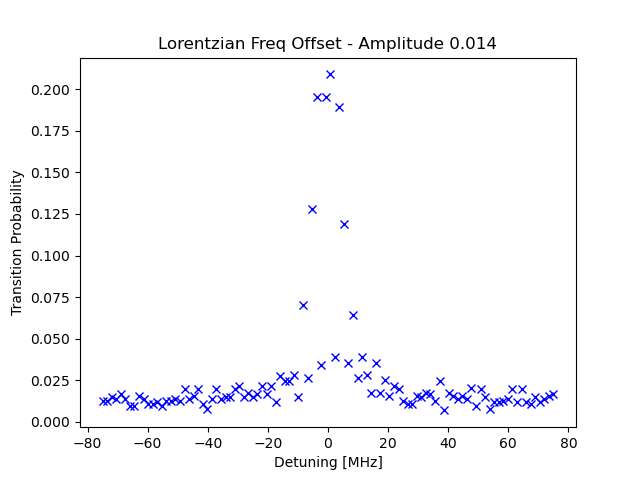 Lorentzian Freq Offset - Amplitude 0.014
0.200
0.175
0.150
0.125
0.100
0.075
0.050
0.025
0.000
Transition Probability
−80 −60 −40 −20 0 20 40 60 80
Detuning [MHz]